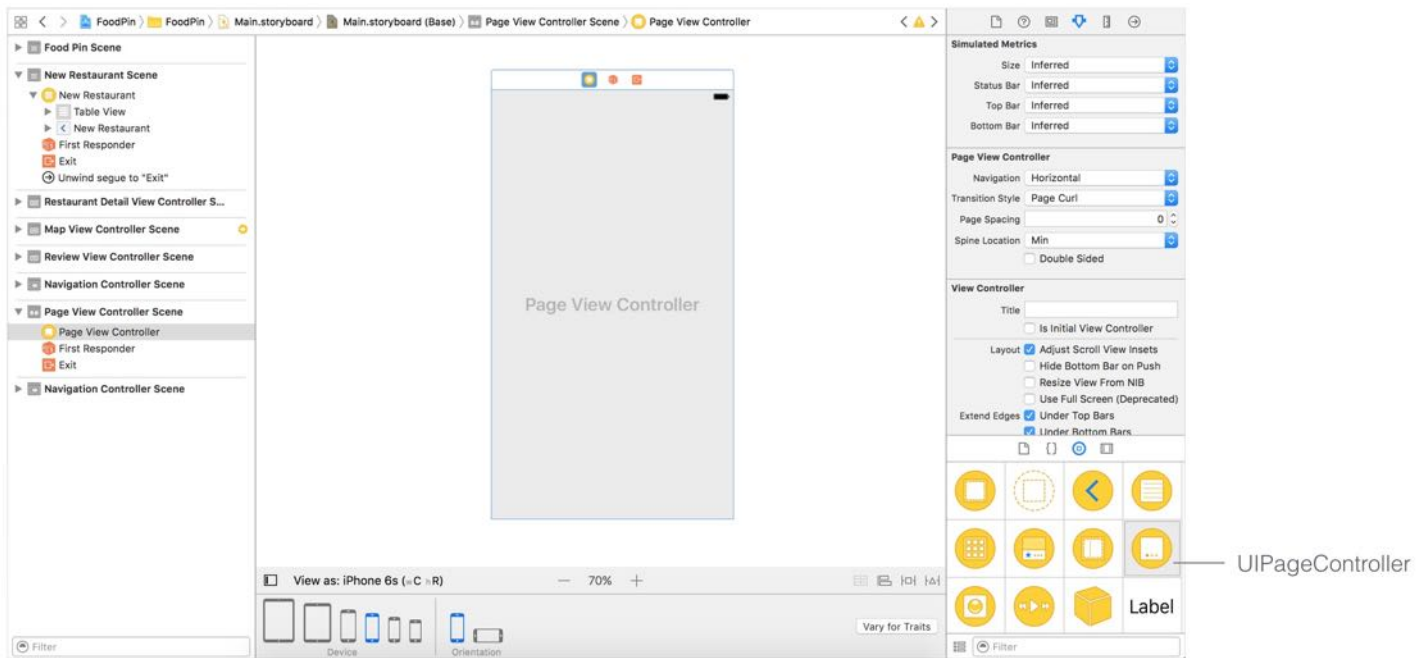 FoodPin FoodPin Main.storyboard Main.storyboard (Base) Page View Controller Scene Page View Controller
Food Pin Scene
New Restaurant Scene
New Restaurant
Table View
New Restaurant
First Responder
Exit
Unwind segue to "Exit"
Restaurant Detail View Controller S...
Map View Controller Scene
Review View Controller Scene
Navigation Controller Scene
Page View Controller Scene
Page View Controller
First Responder
Exit
Navigation Controller Scene
Filter
Page View Controller
View as: iPhone 6s (wC hR)
70%
Device
Orientation
Vary for Traits
Simulated Metrics
Size Inferred
Status Bar Inferred
Top Bar Inferred
Bottom Bar Inferred
Page View Controller
Navigation Horizontal
Transition Style Page Curl
Page Spacing 0
Spine Location Min
Double Sided
View Controller
Title
Is Initial View Controller
Layout Adjust Scroll View Insets
Hide Bottom Bar on Push
Resize View From NIB
Use Full Screen (Deprecated)
Extend Edges Under Top Bars
Under Bottom Bars
Label
Filter
UIPageController